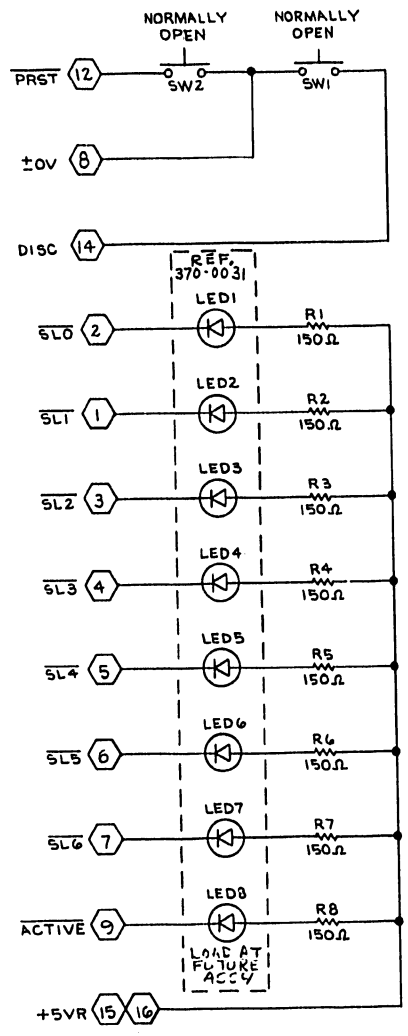 NORMALLY OPEN NORMALLY OPEN
PRST 12 SW2 SW1
±0V 8
DISC 14
REF.
370-0031
LED1 R1
SL0 2 150Ω
LED2 R2
SL1 1 150Ω
LED3 R3
SL2 3 150Ω
LED4 R4
SL3 4 150Ω
LED5 R5
SL4 5 150Ω
LED6 R6
SL5 6 150Ω
LED7 R7
SL6 7 150Ω
LED8 R8
ACTIVE 9 150Ω
LOAD AT
FUTURE
ASSY
+5VR 15 16